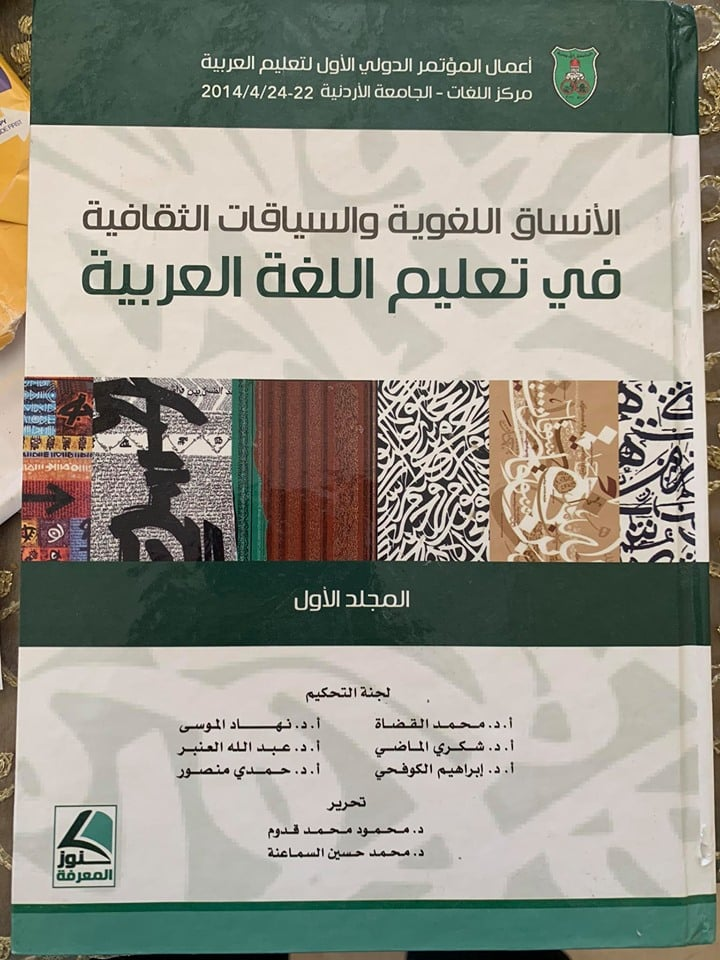 أعمال المؤتمر الدولي الأول لتعليم العربية
مركز اللغات - الجامعة الأردنية 22-2014/4/24
الأنساق اللغوية والسياقات الثقافية
في تعليم اللغة العربية
المجلد الأول
لجنة التحكيم
أ.د. محمد القضاة أ.د. نهاد الموسى
أ.د. شكري الماضي أ.د. عبد الله العنبر
أ.د. إبراهيم الكوفحي أ.د. حمدي منصور
تحرير
د. محمود محمد قدوم
د. محمد حسين السماعنة
كنوز
المعرفة